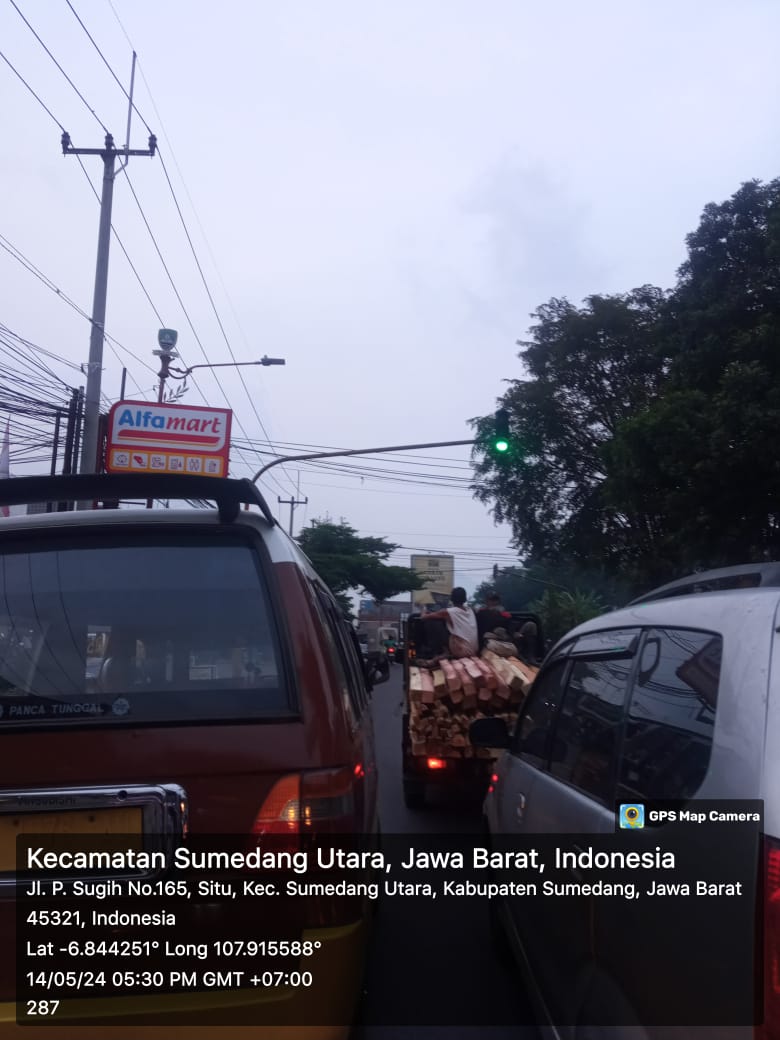 Alfamart
PANCA TUNGGAL
GPS Map Camera
Kecamatan Sumedang Utara, Jawa Barat, Indonesia
Jl. P. Sugih No.165, Situ, Kec. Sumedang Utara, Kabupaten Sumedang, Jawa Barat
45321, Indonesia
Lat -6.844251° Long 107.915588°
14/05/24 05:30 PM GMT +07:00
287